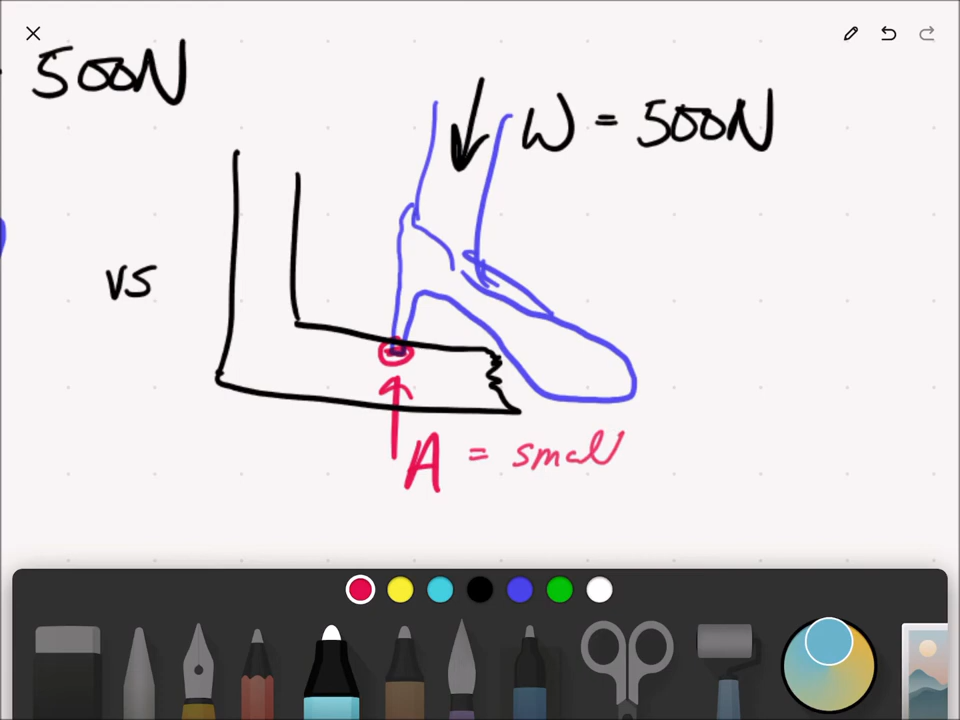 500N
W = 500N
vs
A = small